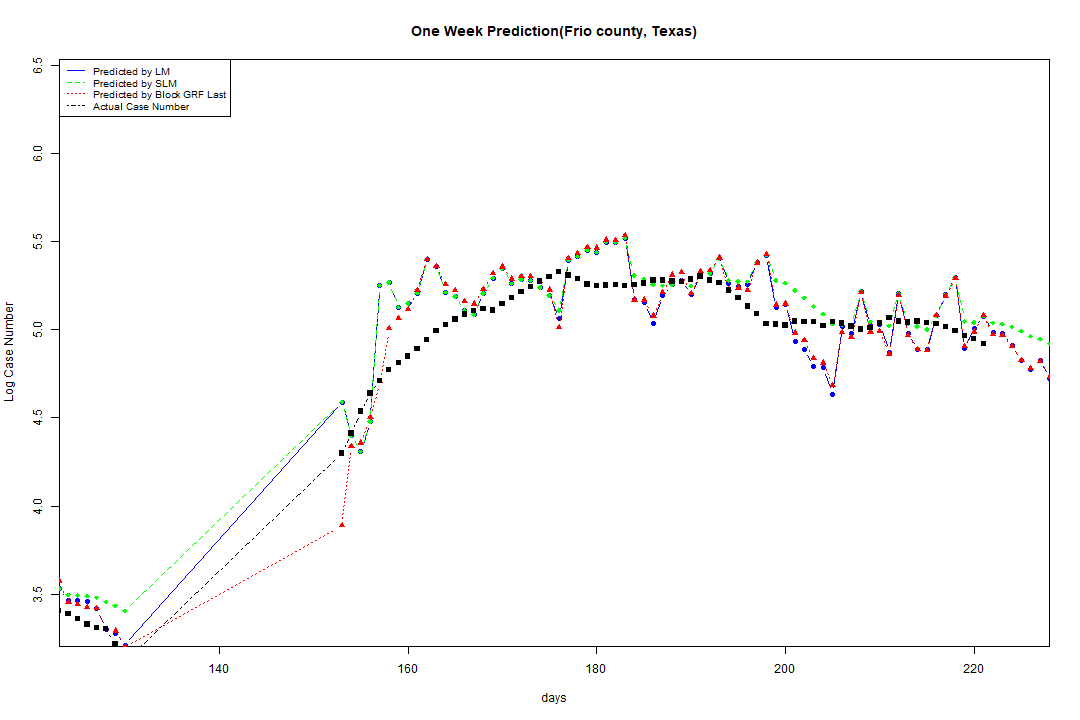 One Week Prediction(Frio county, Texas)
6.5
6.0
5.5
5.0
4.5
4.0
3.5
Log Case Number
Predicted by LM
Predicted by SLM
Predicted by Block GRF Last
Actual Case Number
140
160
180
200
220
days